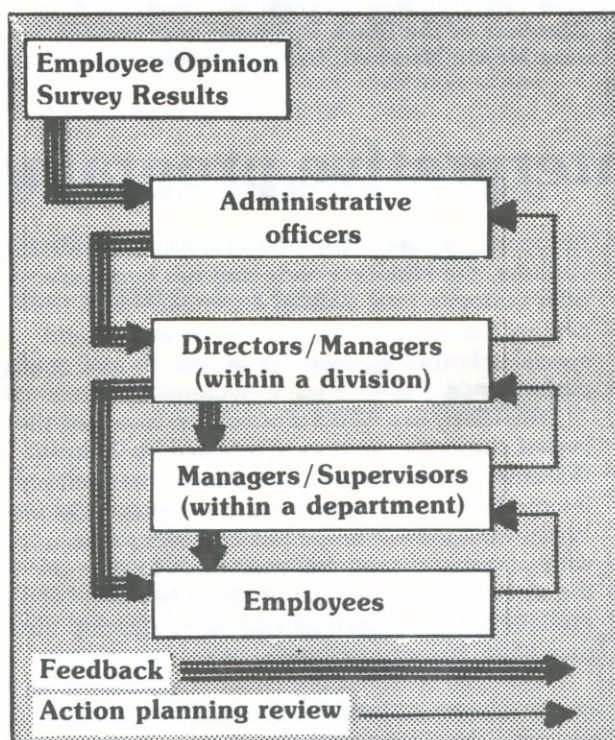 Employee Opinion
Survey Results
Administrative
officers
Directors/Managers
(within a division)
Managers/Supervisors
(within a department)
Employees
Feedback
Action planning review